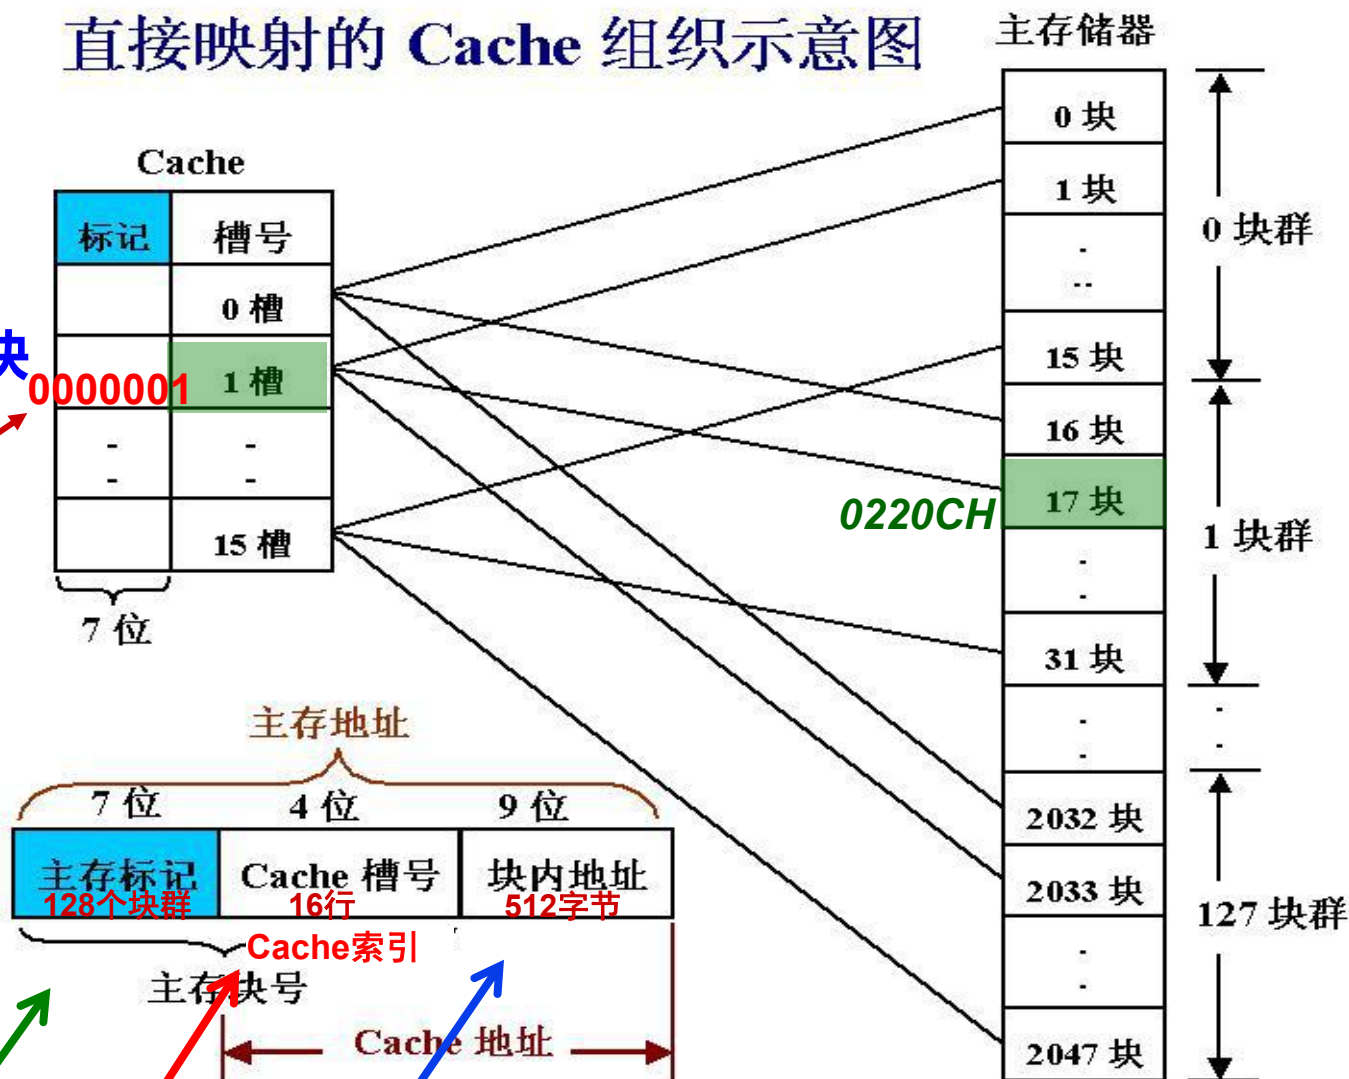 直接映射的 Cache 组织示意图
主存储器
Cache
标记 槽号
0 槽
块
0000001 1 槽
- -
- -
15 槽
7 位
0 块
1 块
15 块
16 块
0220CH 17 块
31 块
2032 块
2033 块
2047 块
0 块群
1 块群
127 块群
主存地址
7 位 4 位 9 位
主存标记 Cache 槽号 块内地址
128个块群 16行 512字节
Cache索引
主存块号
Cache 地址